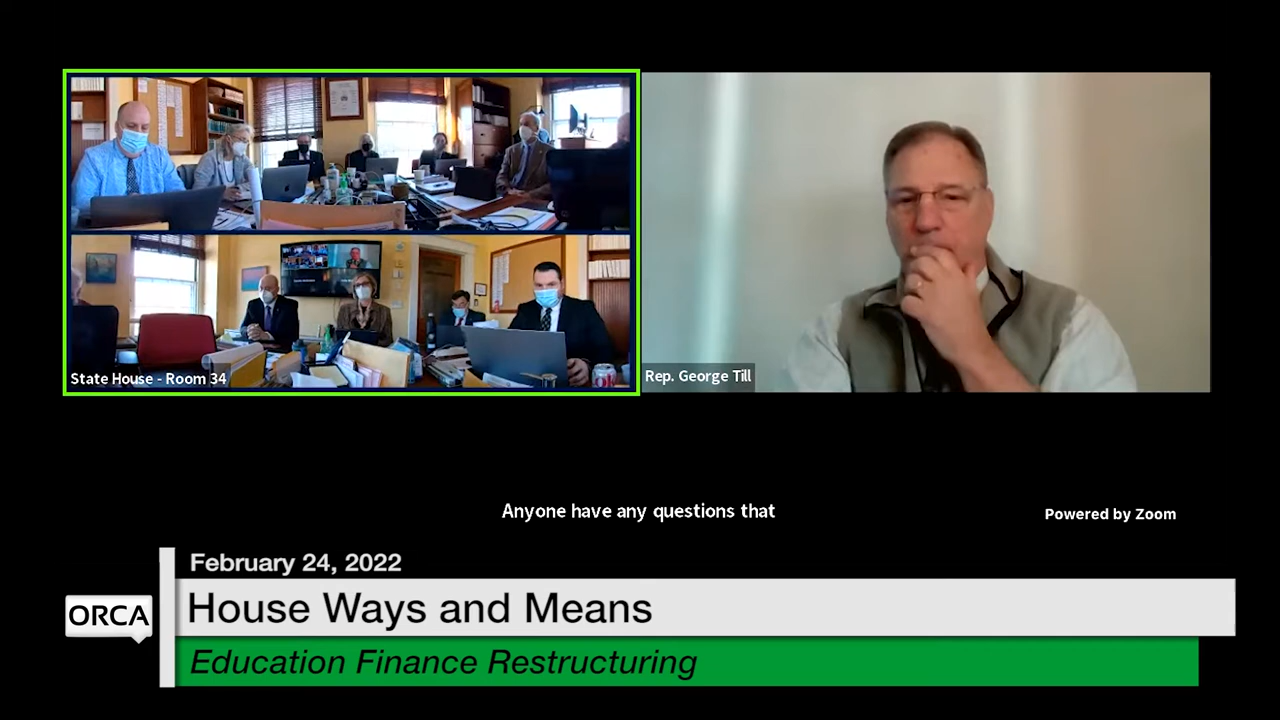 State House - Room 34
Rep. George Till
Anyone have any questions that
Powered by Zoom
February 24, 2022
ORCA
House Ways and Means
Education Finance Restructuring